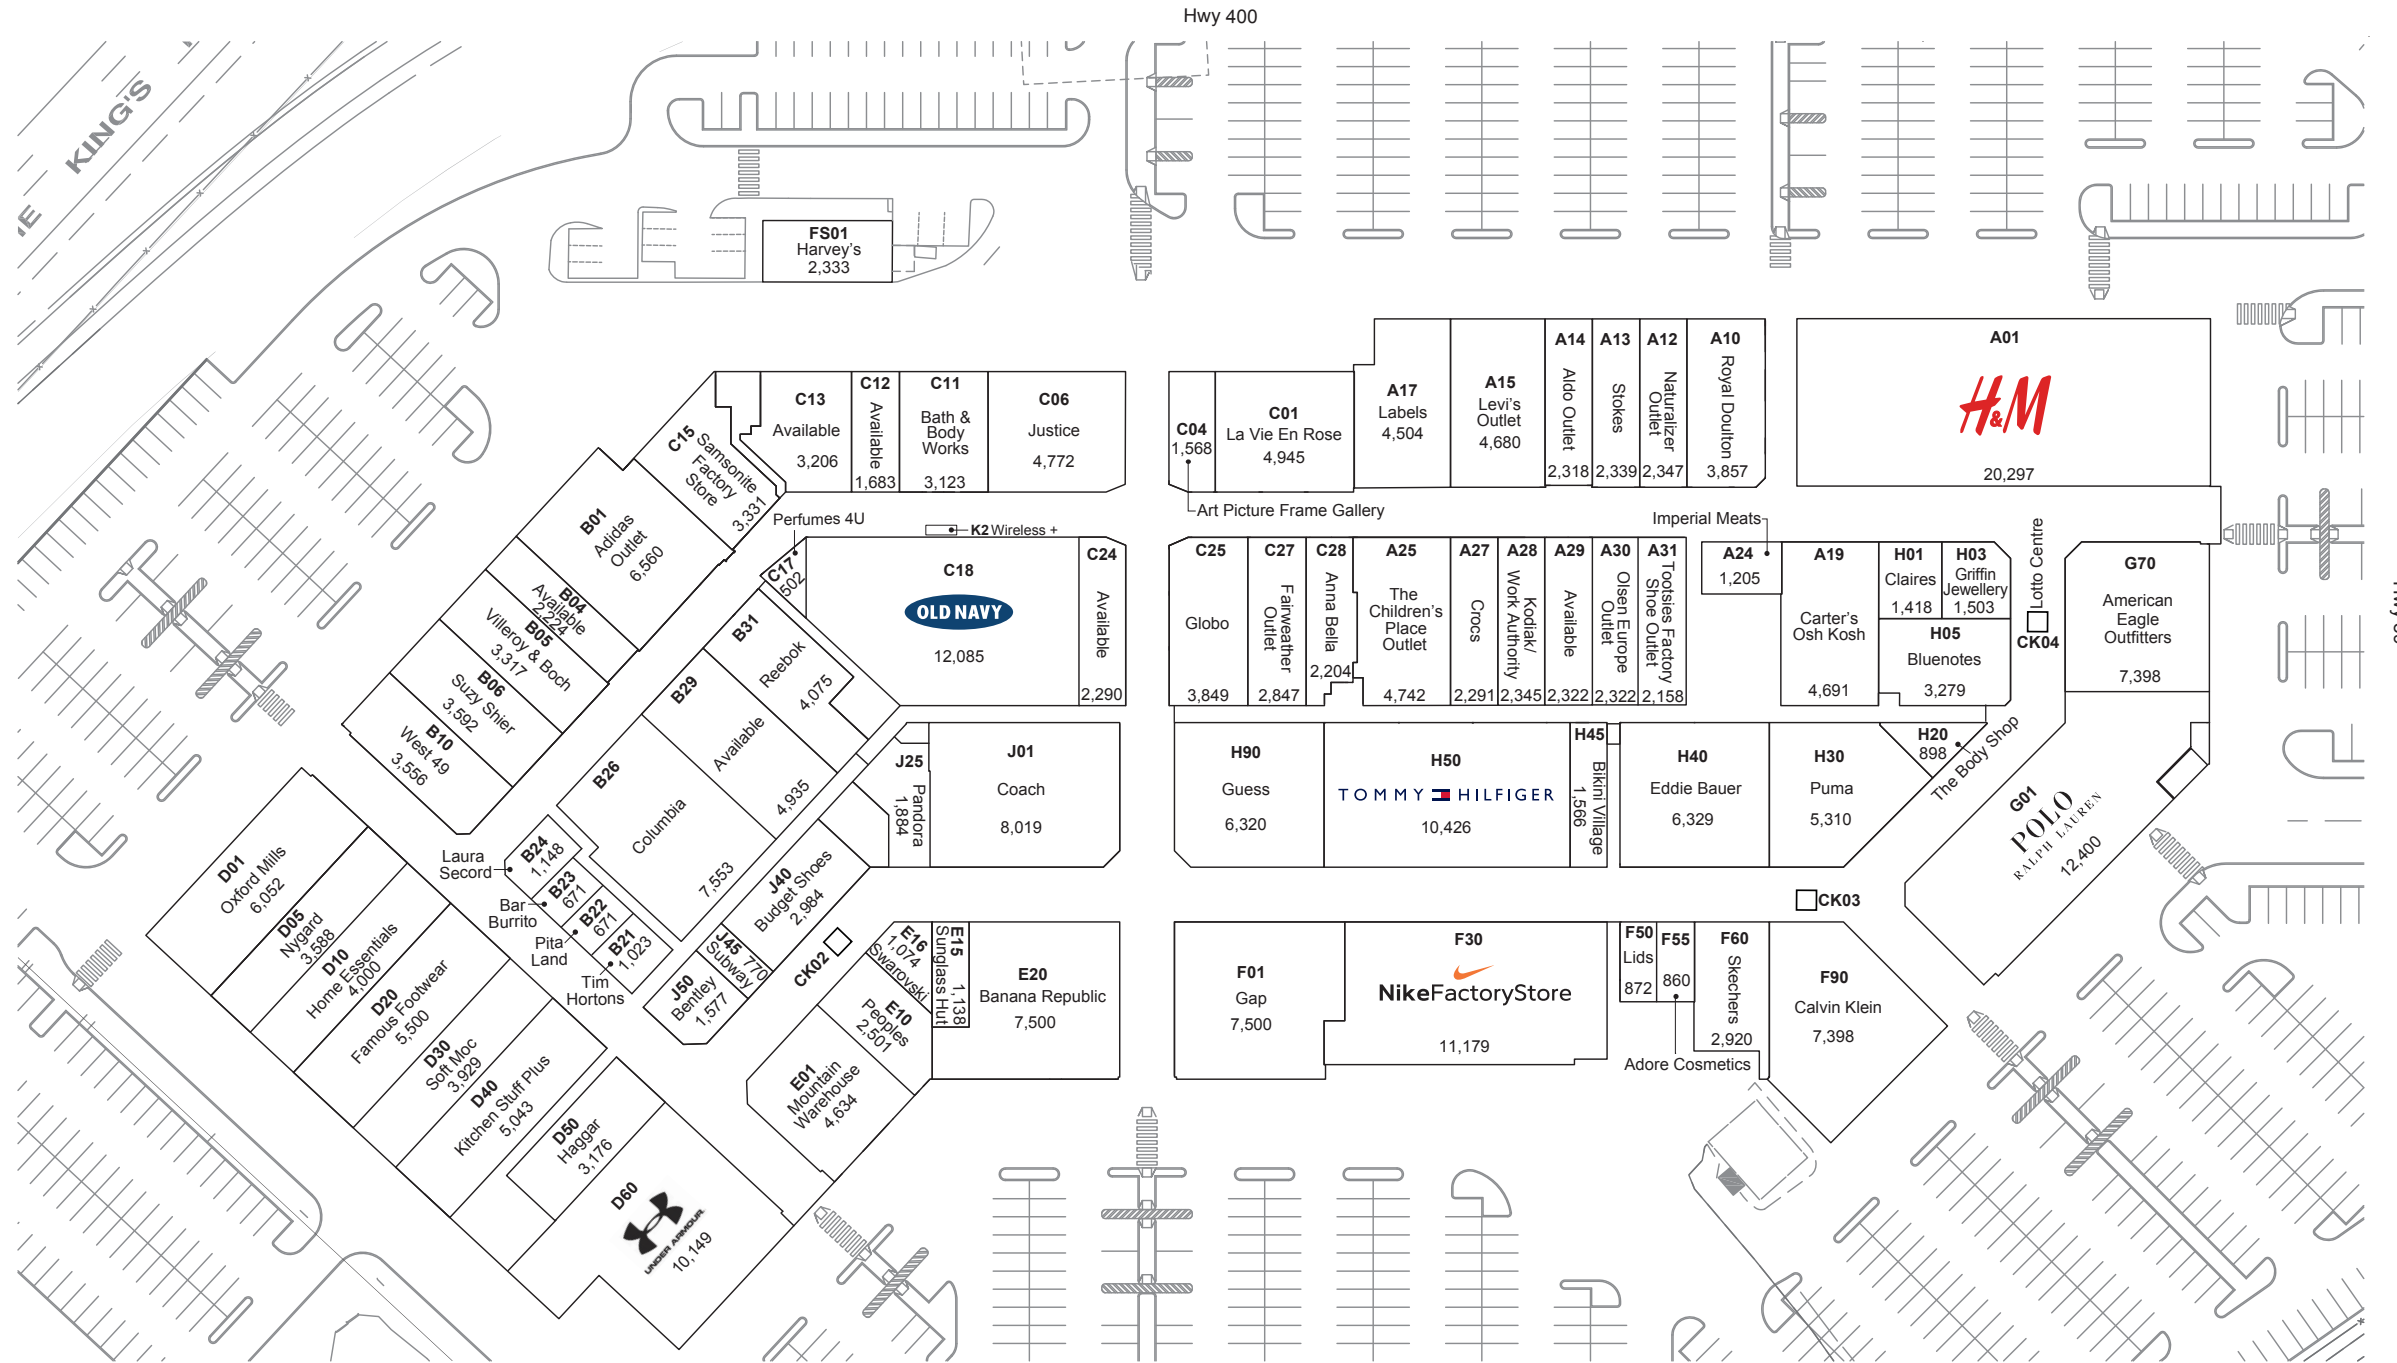 Hwy 400
KING'S
FS01
Harvey's
2,333
A01
H&M
20,297
A10
Royal Doulton
3,857
A12
Naturalizer
Outlet
2,347
A13
Stokes
2,339
A14
Aldo Outlet
2,318
A15
Levi's
Outlet
4,680
A17
Labels
4,504
C01
La Vie En Rose
4,945
C04
1,568
Art Picture Frame Gallery
C06
Justice
4,772
C11
Bath &
Body
Works
3,123
C12
Available
1,683
C13
Available
3,206
C15
Samsonite
Factory
Store
3,331
B01
Adidas
Outlet
6,560
B04
Available
2,224
B05
Villeroy & Boch
3,317
B06
Suzy Shier
3,592
B10
West 49
3,556
Perfumes 4U
C17
502
K2 Wireless +
C18
OLD NAVY
12,085
C24
Available
2,290
C25
Globo
3,849
C27
Fairweather
Outlet
2,847
C28
Anna Bella
2,204
A25
The
Children's
Place
Outlet
4,742
A27
Crocs
2,291
A28
Kodiak/
Work Authority
2,345
A29
Available
2,322
A30
Olsen Europe
Outlet
2,322
A31
Tootsies Factory
Shoe Outlet
2,158
Imperial Meats
A24
1,205
A19
Carter's
Osh Kosh
4,691
H01
Claires
1,418
H03
Griffin
Jewellery
1,503
H05
Bluenotes
3,279
Lotto Centre
CK04
G70
American
Eagle
Outfitters
7,398
B31
Reebok
4,075
B29
Available
4,935
B26
Columbia
7,553
J25
Pandora
1,884
J01
Coach
8,019
H90
Guess
6,320
H50
TOMMY HILFIGER
10,426
H45
Bikini Village
1,566
H40
Eddie Bauer
6,329
H30
Puma
5,310
H20
898
The Body Shop
G01
POLO
RALPH LAUREN
12,400
Laura
Secord
B24
1,148
Bar
Burrito
B23
671
Pita
Land
B22
671
Tim
Hortons
B21
1,023
J40
Budget Shoes
2,984
J45
770
Subway
J50
Bentley
1,577
CK02
CK03
D01
Oxford Mills
6,052
D05
Nygard
3,588
D10
Home Essentials
4,000
D20
Famous Footwear
5,500
D30
Soft Moc
3,929
D40
Kitchen Stuff Plus
5,043
D50
Haggar
3,176
D60
UNDER ARMOUR
10,149
E01
Mountain
Warehouse
4,634
E10
Peoples
2,501
E16
1,074
Swarovski
E15
Sunglass Hut
1,138
E20
Banana Republic
7,500
F01
Gap
7,500
F30
NikeFactoryStore
11,179
F50
Lids
872
F55
860
Adore Cosmetics
F60
Skechers
2,920
F90
Calvin Klein
7,398